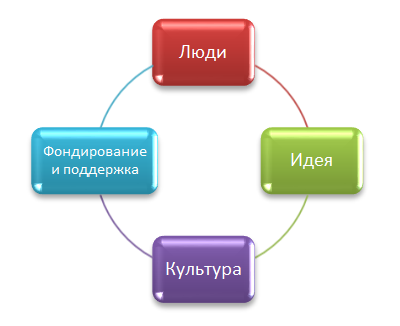 Люди
Фондирование
и поддержка
Идея
Культура